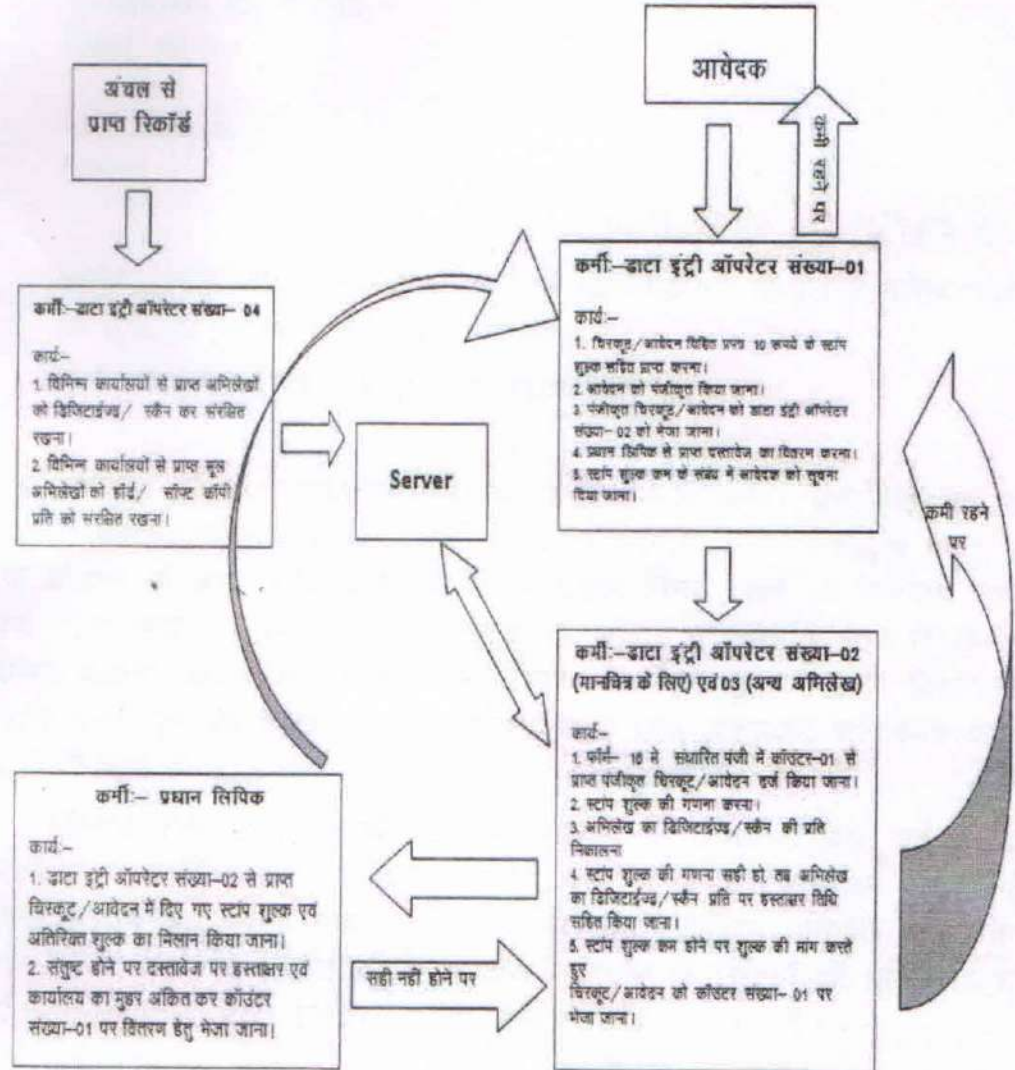 आवेदक
कमी रहने पर
अंचल से
प्राप्त रिकॉर्ड
कर्मीः–डाटा इंट्री ऑपरेटर संख्या–01
कार्यः–
1. चिरकूट/आवेदन विहित प्रपत्र 10 रूपये के स्टांप
शुल्क सहित प्राप्त करना।
2. आवेदन को पंजीकृत किया जाना।
3. पंजीकृत चिरकूट/आवेदन को डाटा इंट्री ऑपरेटर
संख्या–02 को भेजा जाना।
4. प्रधान लिपिक से प्राप्त दस्तावेज का वितरण करना।
5. स्टांप शुल्क कम के संबंध में आवेदक को सूचना
दिया जाना।
कर्मीः–डाटा इंट्री ऑपरेटर संख्या– 04
कार्यः–
1. विभिन्न कार्यालयों से प्राप्त अभिलेखों
को डिजिटाईज्ड/ स्कैन कर संरक्षित
रखना।
2. विभिन्न कार्यालयों से प्राप्त मूल
अभिलेखों को हॉर्ड/ सॉफ्ट कॉपी
प्रति को संरक्षित रखना।
Server
कमी रहने
पर
कर्मीः–डाटा इंट्री ऑपरेटर संख्या–02
(मानचित्र के लिए) एवं 03 (अन्य अभिलेख)
कार्यः–
1. फॉर्म– 16 में संधारित पंजी में कॉउंटर–01 से
प्राप्त पंजीकृत चिरकूट/आवेदन दर्ज किया जाना।
2. स्टांप शुल्क की गणना करना।
3. अभिलेख का डिजिटाईज्ड/स्कैन की प्रति
निकालना
4. स्टांप शुल्क की गणना सही हो, तब अभिलेख
का डिजिटाईज्ड/स्कैन प्रति पर हस्ताक्षर तिथि
सहित किया जाना।
5. स्टांप शुल्क कम होने पर शुल्क की मांग करते
हुए
चिरकूट/आवेदन को कॉउंटर संख्या– 01 पर
भेजा जाना।
कर्मीः– प्रधान लिपिक
कार्यः–
1. डाटा इंट्री ऑपरेटर संख्या–02 से प्राप्त
चिरकूट/आवेदन में दिए गए स्टांप शुल्क एवं
अतिरिक्त शुल्क का मिलान किया जाना।
2. संतुष्ट होने पर दस्तावेज पर हस्ताक्षर एवं
कार्यालय का मुहर अंकित कर कॉउंटर
संख्या–01 पर वितरण हेतु भेजा जाना।
सही नहीं होने पर